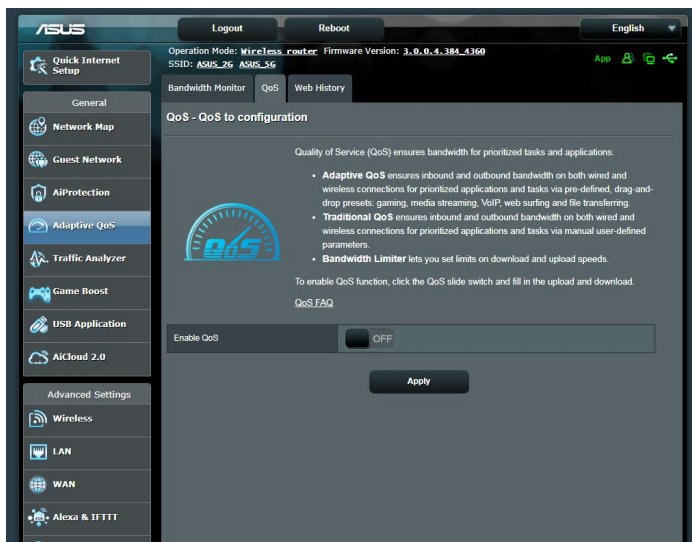 ASUS
Logout
Reboot
English
Quick Internet
Setup
Operation Mode: Wireless router Firmware Version: 3.0.0.4.384_4360
SSID: ASUS_2G ASUS_5G
App
Bandwidth Monitor
QoS
Web History
General
Network Map
Guest Network
AiProtection
Adaptive QoS
Traffic Analyzer
Game Boost
USB Application
AiCloud 2.0
Advanced Settings
Wireless
LAN
WAN
Alexa & IFTTT
QoS - QoS to configuration
QoS
Quality of Service (QoS) ensures bandwidth for prioritized tasks and applications.
• Adaptive QoS ensures inbound and outbound bandwidth on both wired and
wireless connections for prioritized applications and tasks via pre-defined, drag-and-
drop presets: gaming, media streaming, VoIP, web surfing and file transferring.
• Traditional QoS ensures inbound and outbound bandwidth on both wired and
wireless connections for prioritized applications and tasks via manual user-defined
parameters.
• Bandwidth Limiter lets you set limits on download and upload speeds.
To enable QoS function, click the QoS slide switch and fill in the upload and download.
QoS FAQ
Enable QoS
OFF
Apply